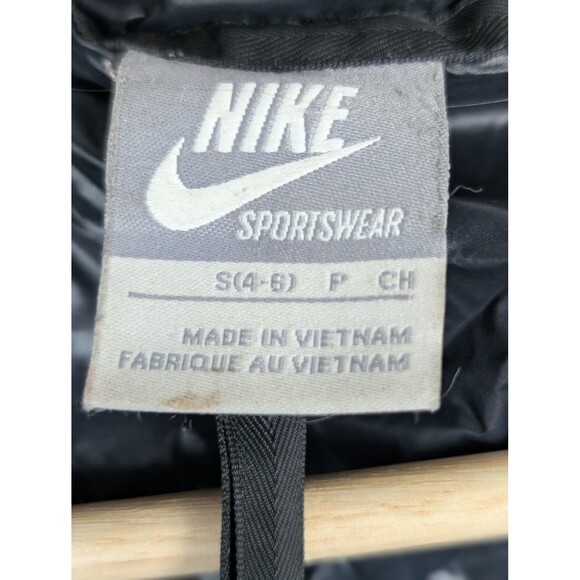 NIKE
SPORTSWEAR
S(4-6) P CH
MADE IN VIETNAM
FABRIQUE AU VIETNAM